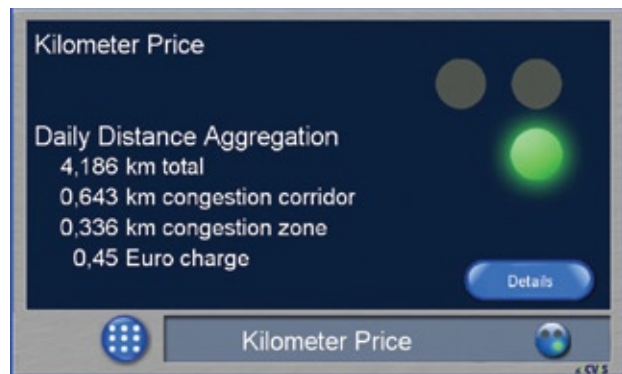 Kilometer Price
Daily Distance Aggregation
4,186 km total
0,643 km congestion corridor
0,336 km congestion zone
0,45 Euro charge
Details
Kilometer Price
CVIS